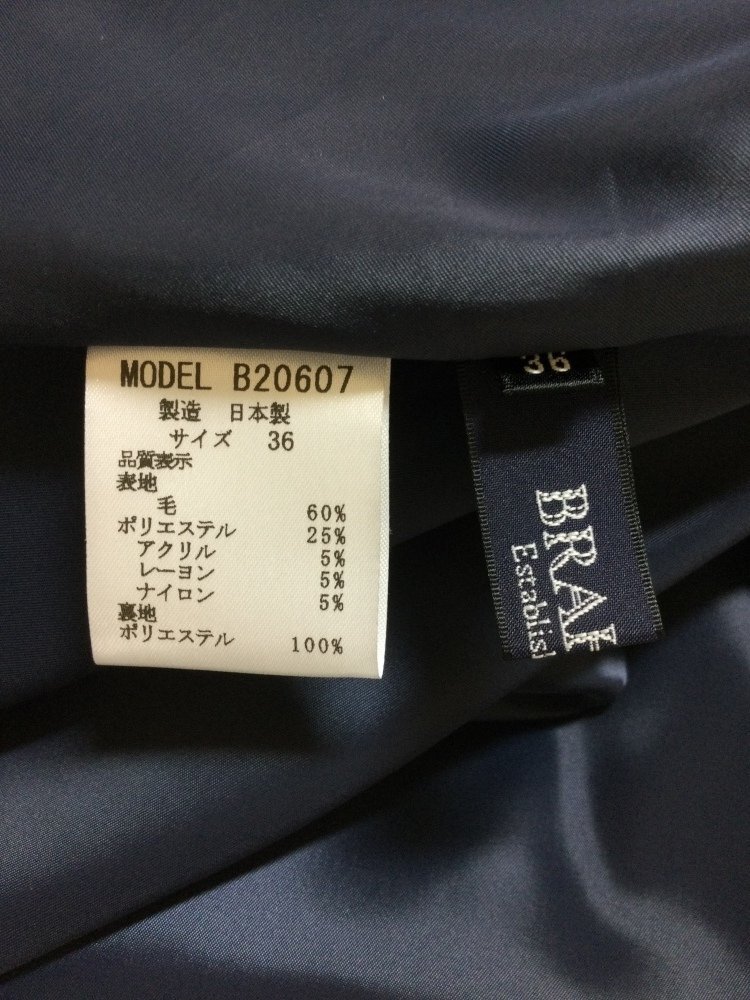 MODEL B20607
製造 日本製
サイズ 36
品質表示
表地
毛 60%
ポリエステル 25%
アクリル 5%
レーヨン 5%
ナイロン 5%
裏地
ポリエステル 100%
36